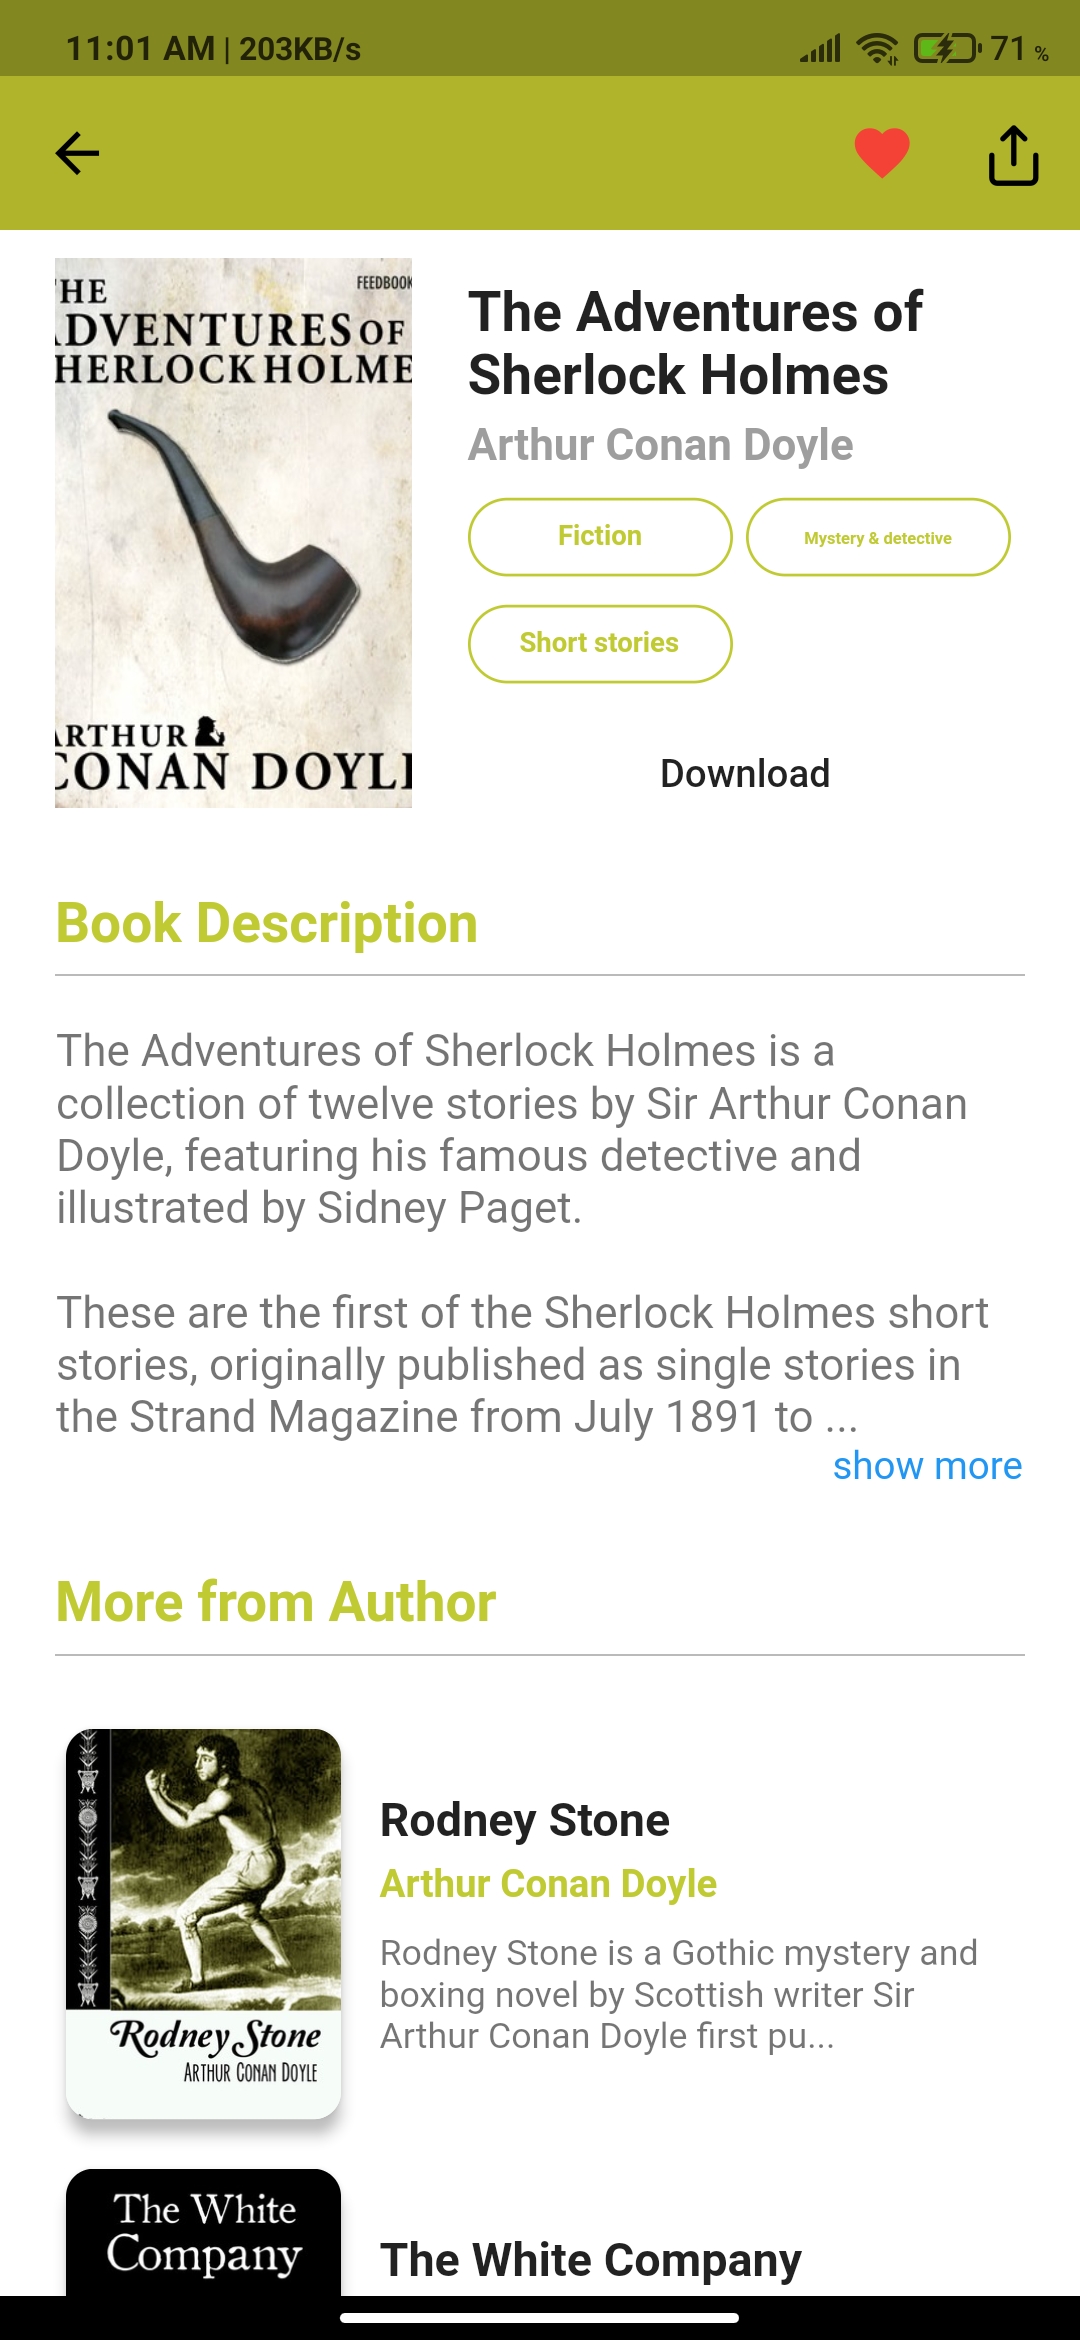 11:01 AM | 203KB/s
71 %
FEEDBOOK
HE
ADVENTURES OF
HERLOCK HOLME
ARTHUR
CONAN DOYLE
The Adventures of
Sherlock Holmes
Arthur Conan Doyle
Fiction
Mystery & detective
Short stories
Download
Book Description
The Adventures of Sherlock Holmes is a
collection of twelve stories by Sir Arthur Conan
Doyle, featuring his famous detective and
illustrated by Sidney Paget.
These are the first of the Sherlock Holmes short
stories, originally published as single stories in
the Strand Magazine from July 1891 to ...
show more
More from Author
Rodney Stone
ARTHUR CONAN DOYLE
Rodney Stone
Arthur Conan Doyle
Rodney Stone is a Gothic mystery and
boxing novel by Scottish writer Sir
Arthur Conan Doyle first pu...
The White
Company
The White Company